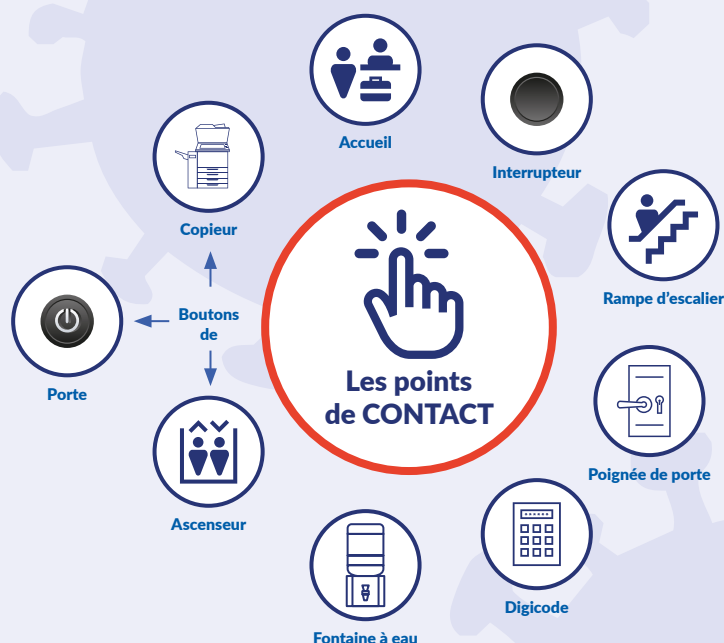 Accueil
Interrupteur
Copieur
Rampe d'escalier
Boutons
de
Porte
Les points
de CONTACT
Poignée de porte
Ascenseur
Digicode
Fontaine à eau